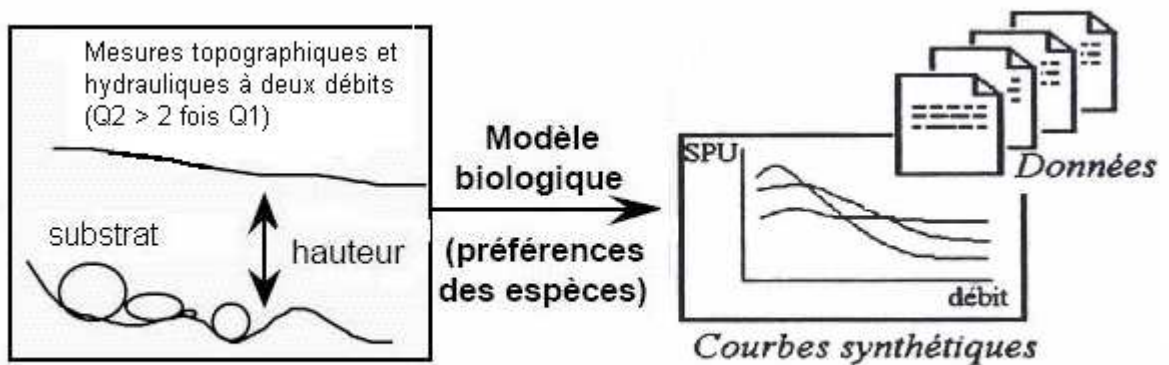 Mesures topographiques et
hydrauliques à deux débits
(Q2 > 2 fois Q1)
substrat
hauteur
Modèle
biologique
(préférences
des espèces)
SPU
débit
Données
Courbes synthétiques